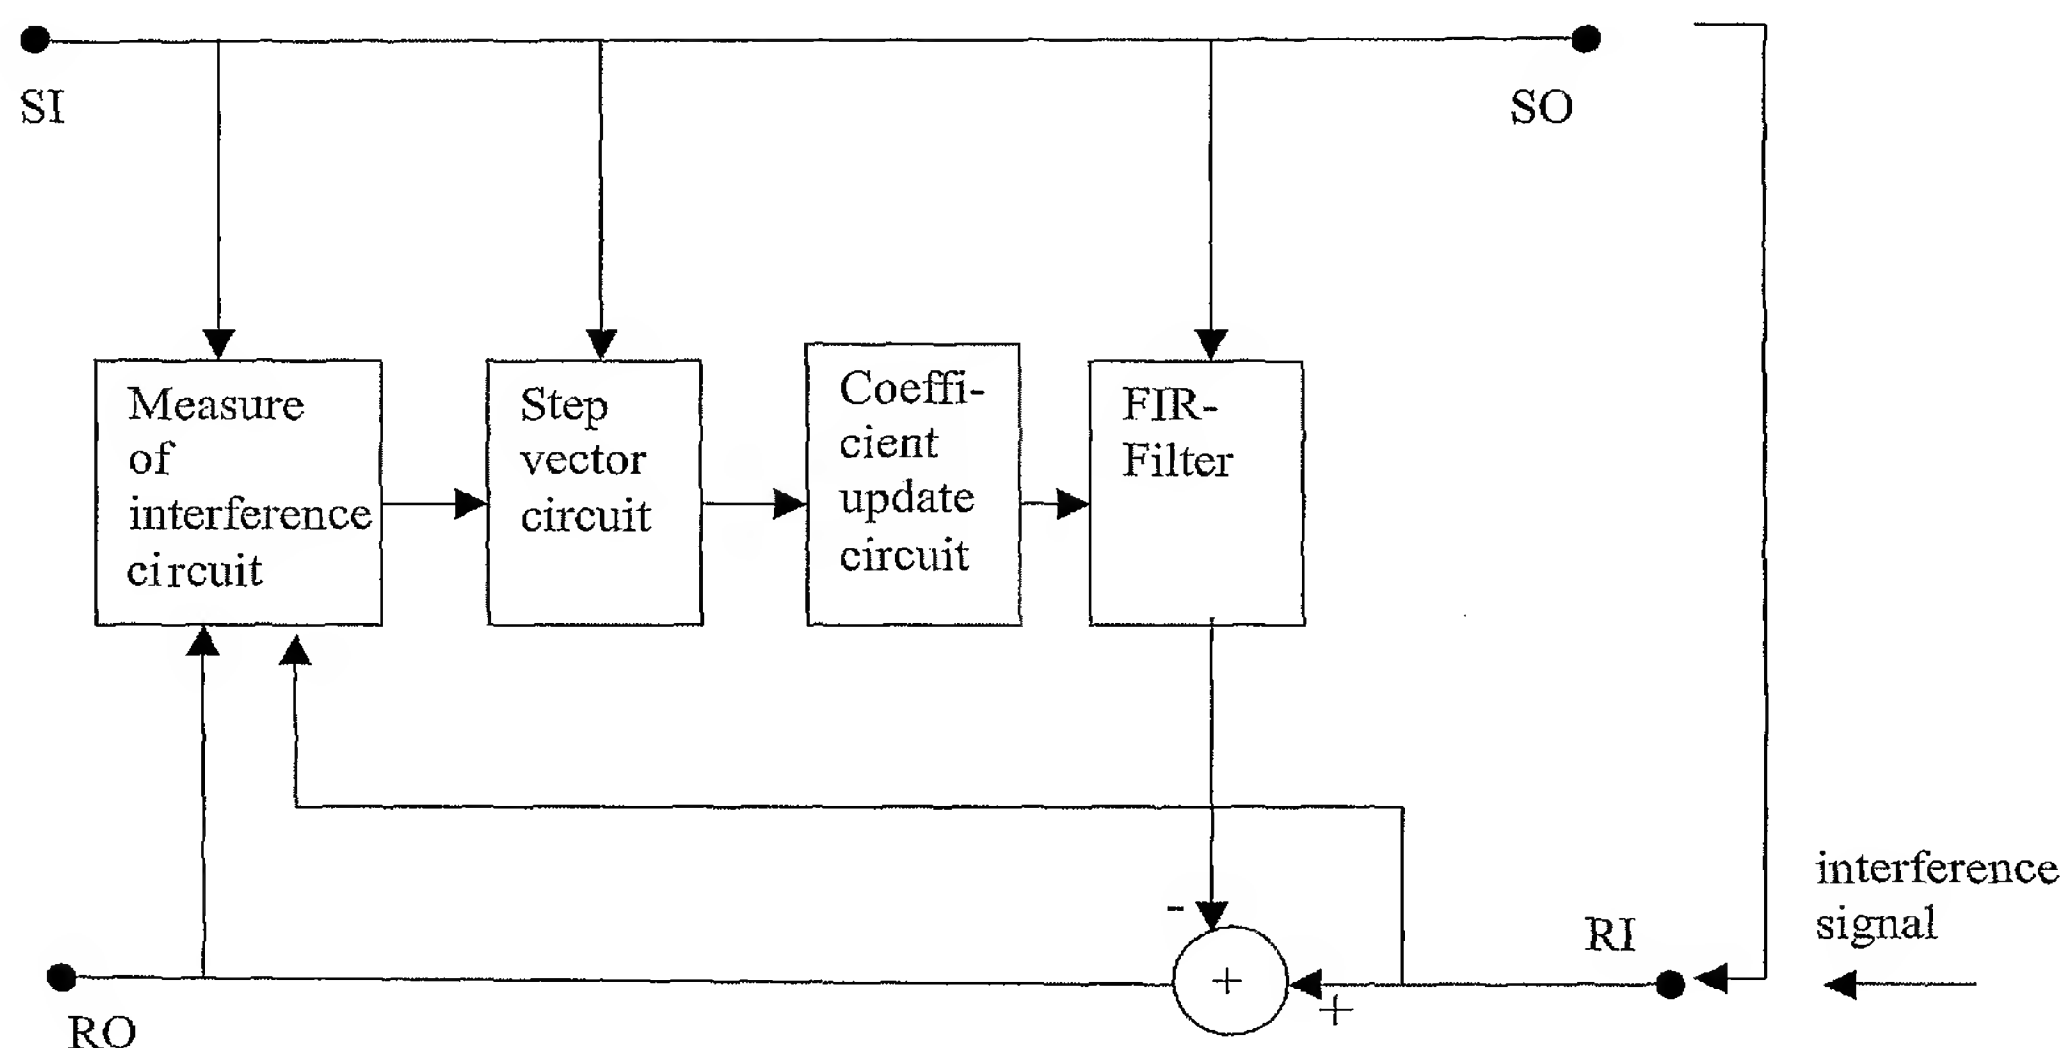 SI
SO
Measure
of
interference
circuit
Step
vector
circuit
Coeffi-
cient
update
circuit
FIR-
Filter
interference
signal
-
RI
+
+
RO